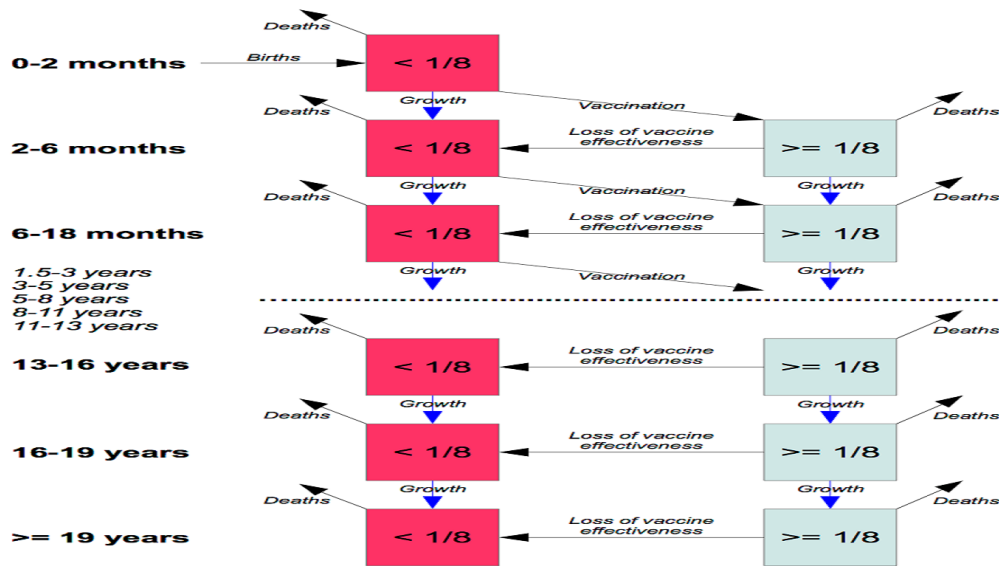 Deaths
0-2 months
Births
< 1/8
Growth
Vaccination
Deaths
Deaths
2-6 months
< 1/8
Loss of vaccine
effectiveness
>= 1/8
Growth
Growth
Vaccination
Deaths
Deaths
6-18 months
< 1/8
Loss of vaccine
effectiveness
>= 1/8
Growth
Growth
Vaccination
1.5-3 years
3-5 years
5-8 years
8-11 years
11-13 years
Deaths
Deaths
13-16 years
< 1/8
Loss of vaccine
effectiveness
>= 1/8
Growth
Growth
Deaths
Deaths
16-19 years
< 1/8
Loss of vaccine
effectiveness
>= 1/8
Growth
Growth
Deaths
Deaths
>= 19 years
< 1/8
Loss of vaccine
effectiveness
>= 1/8